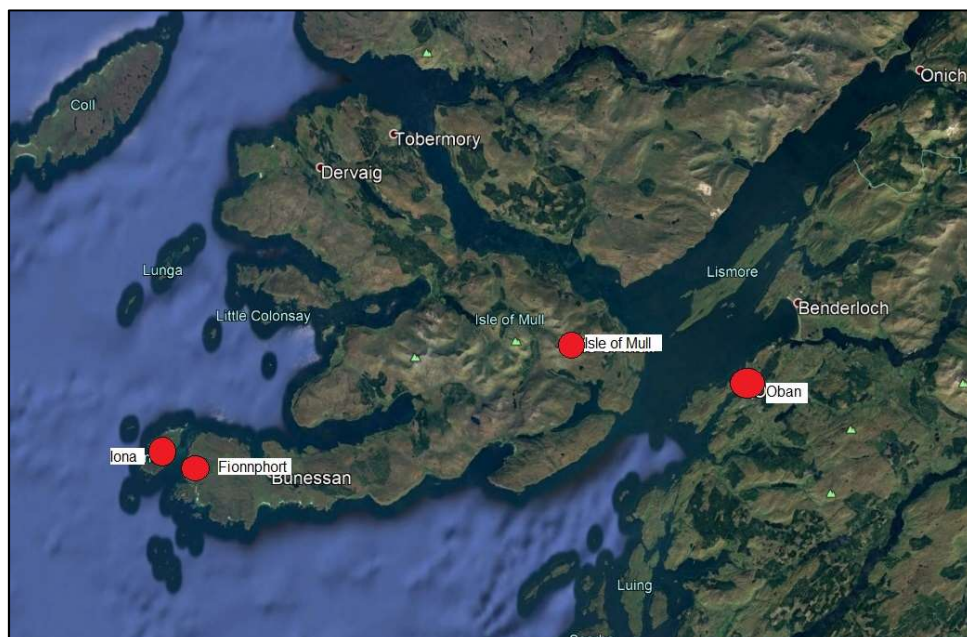 Onich
Coll
Tobermory
Dervaig
Lunga
Lismore
Little Colonsay
Isle of Mull
Benderloch
Isle of Mull
Oban
Iona
Fionnphort
Bunessan
Luing